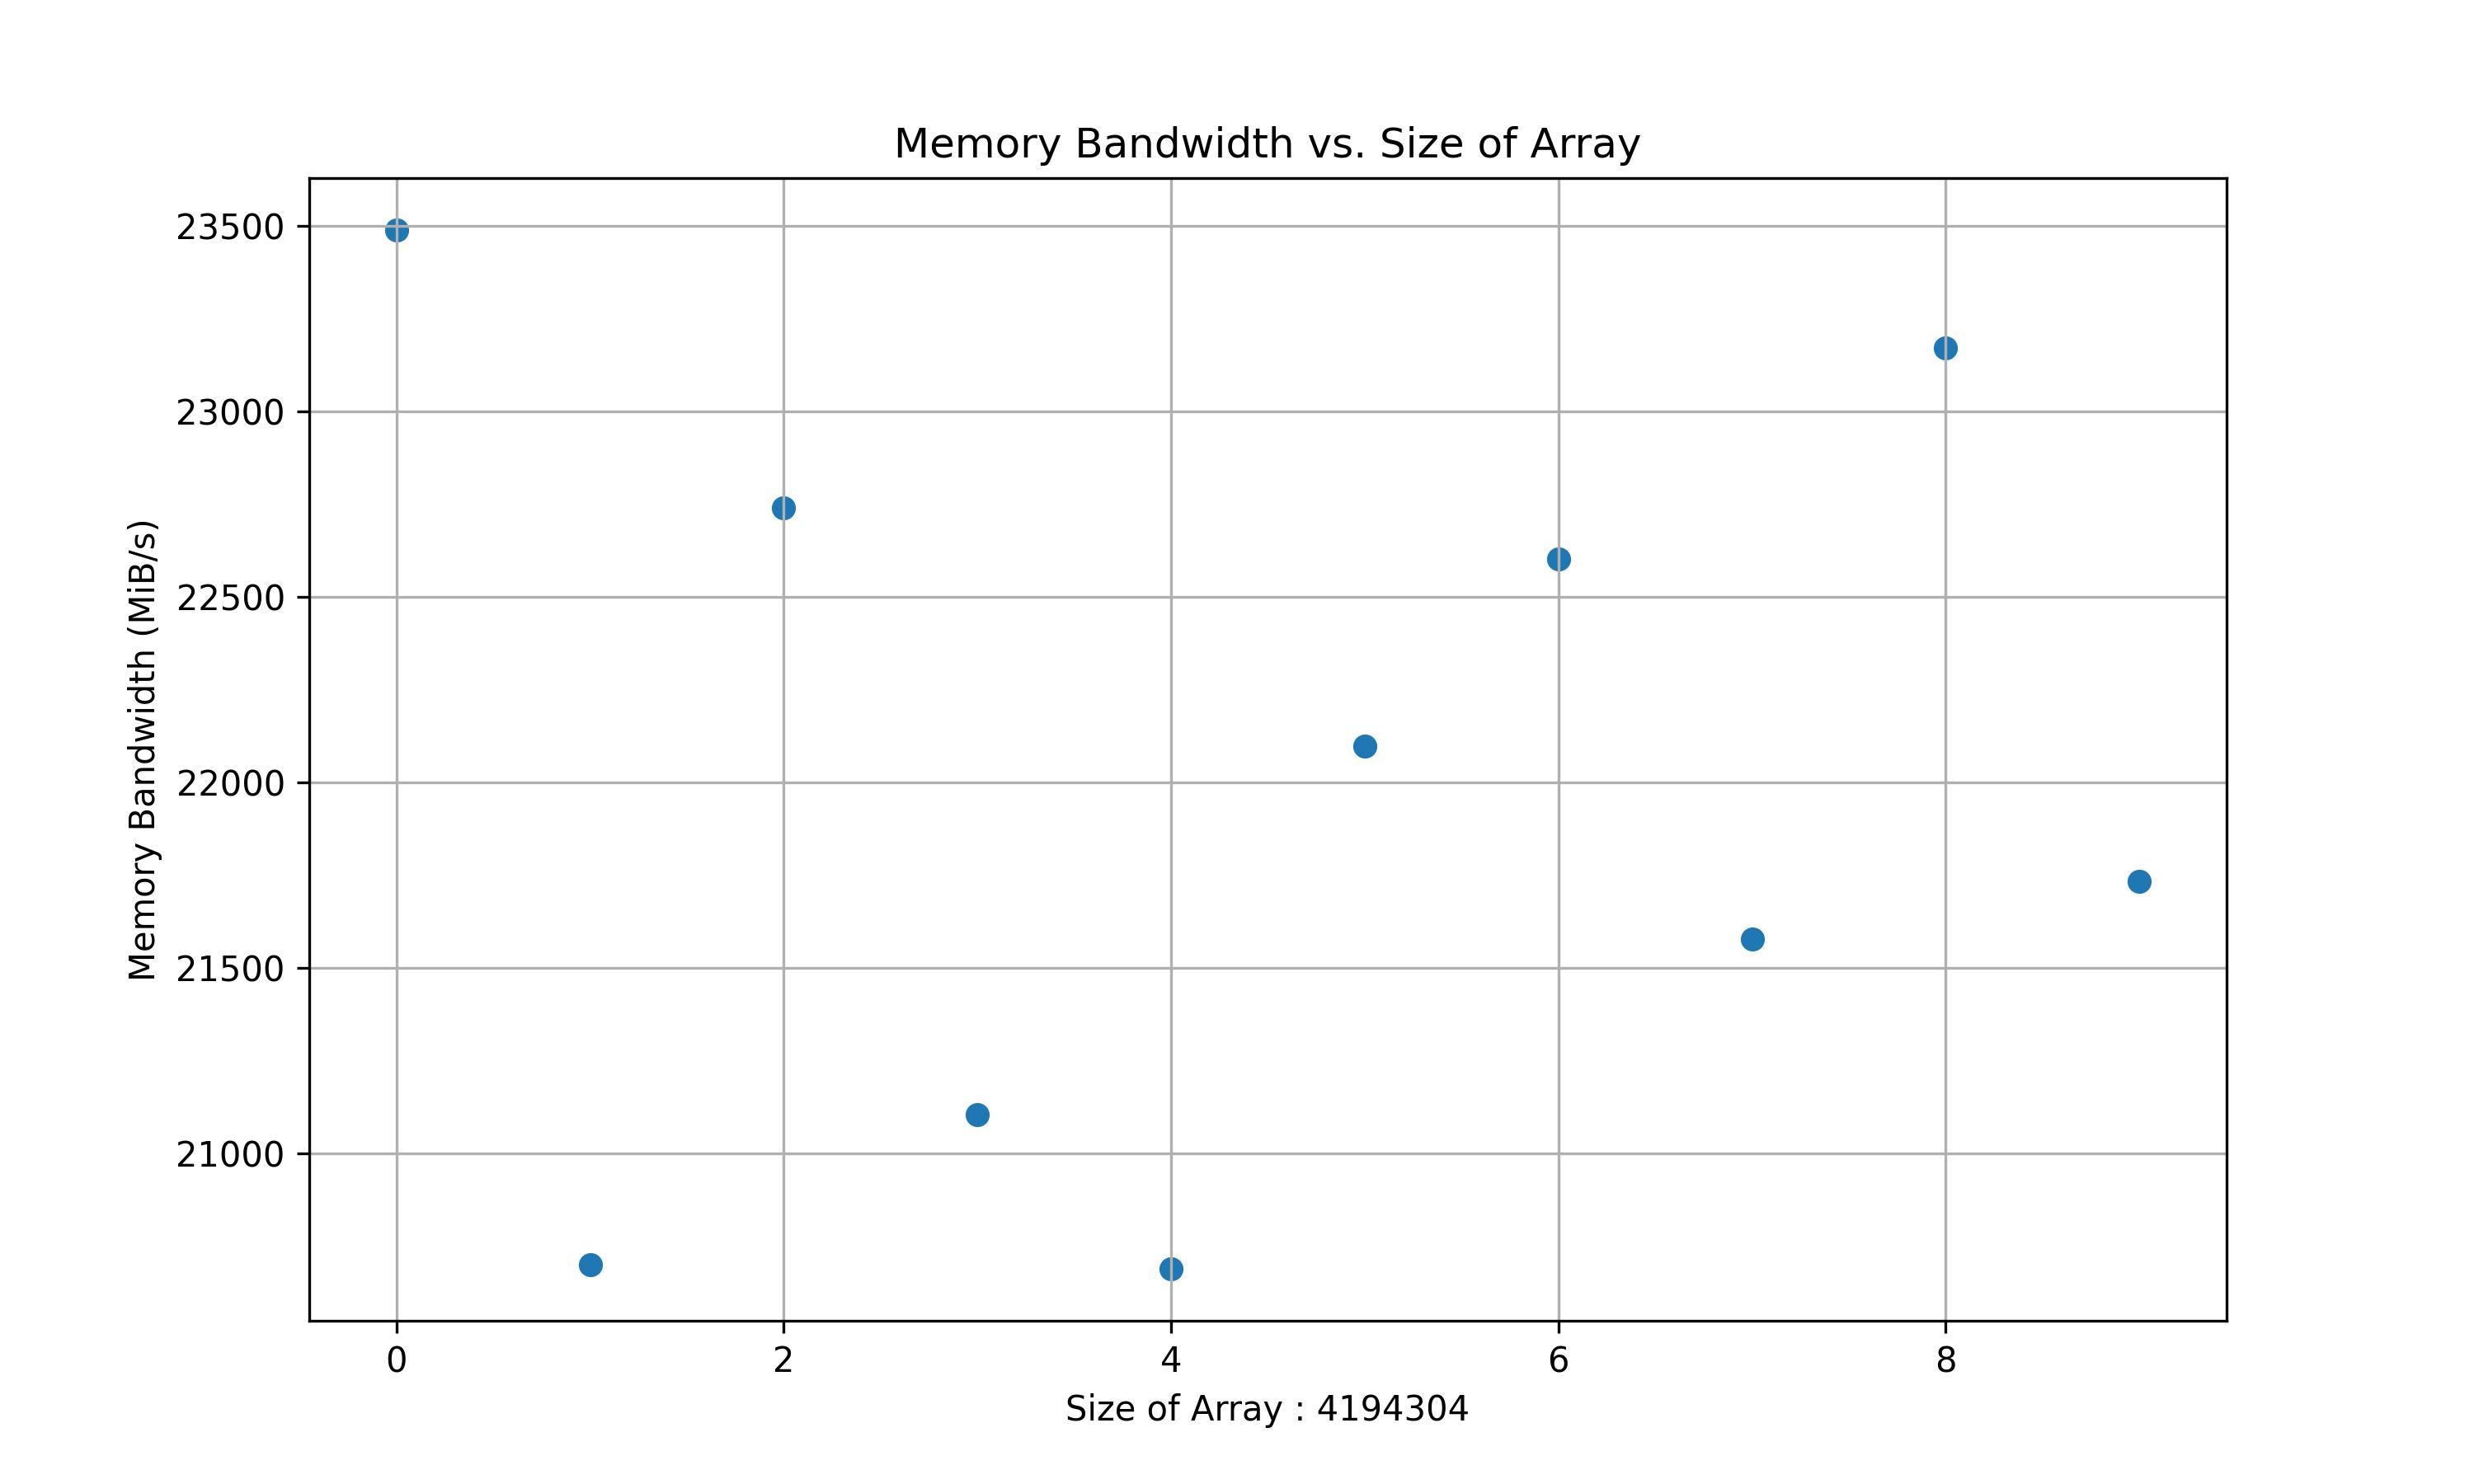 Memory Bandwidth vs. Size of Array
23500
23000
22500
22000
21500
21000
Memory Bandwidth (MiB/s)
0 2 4 6 8
Size of Array : 4194304